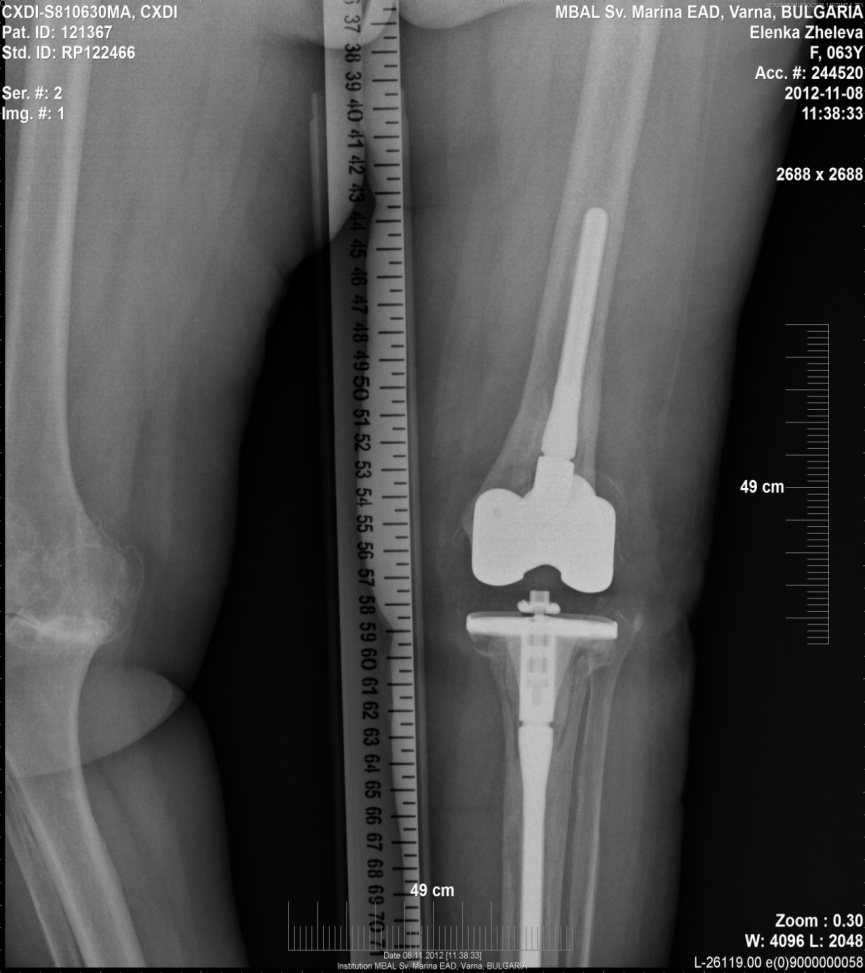 CXDI-S810630MA, CXDI
Pat. ID: 121367
Std. ID: RP122466
Ser. #: 2
Img. #: 1
MBAL Sv. Marina EAD, Varna, BULGARIA
Elenka Zheleva
F, 063Y
Acc. #: 244520
2012-11-08
11:38:33
2688 x 2688
37
38
39
40
41
42
43
44
45
46
47
48
49
50
51
52
53
54
55
56
57
58
59
60
61
62
63
64
65
66
67
68
69
70
49 cm
49 cm
Date 08.11.2012 [11:38:33]
Institution MBAL Sv. Marina EAD, Varna, BULGARIA
Zoom : 0.30
W: 4096 L: 2048
L-26119.00 e(0)9000000058